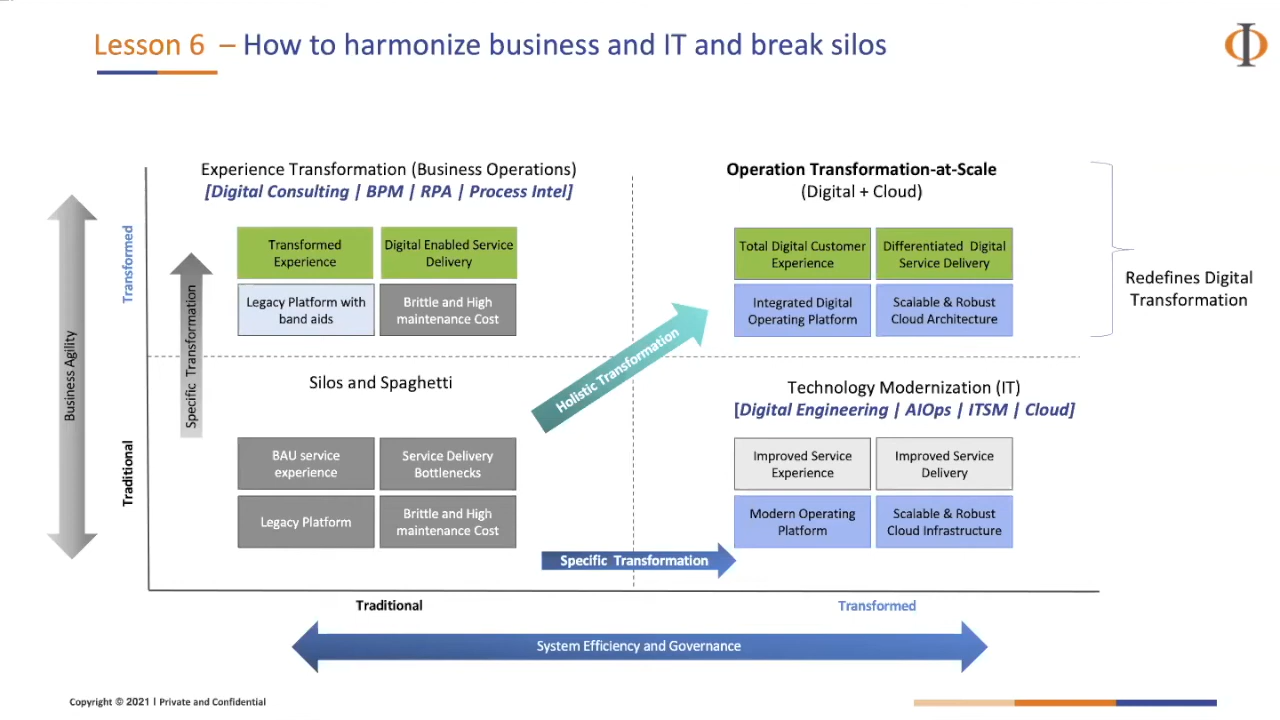 Lesson 6 – How to harmonize business and IT and break silos
Experience Transformation (Business Operations)
[Digital Consulting | BPM | RPA | Process Intel]
Operation Transformation-at-Scale
(Digital + Cloud)
Business Agility
Transformed
Specific Transformation
Transformed
Experience
Digital Enabled Service
Delivery
Legacy Platform with
band aids
Brittle and High
maintenance Cost
Total Digital Customer
Experience
Differentiated Digital
Service Delivery
Integrated Digital
Operating Platform
Scalable & Robust
Cloud Architecture
Redefines Digital
Transformation
Holistic Transformation
Silos and Spaghetti
Technology Modernization (IT)
[Digital Engineering | AIOps | ITSM | Cloud]
Traditional
BAU service
experience
Service Delivery
Bottlenecks
Legacy Platform
Brittle and High
maintenance Cost
Improved Service
Experience
Improved Service
Delivery
Modern Operating
Platform
Scalable & Robust
Cloud Infrastructure
Specific Transformation
Traditional
Transformed
System Efficiency and Governance
Copyright © 2021 | Private and Confidential